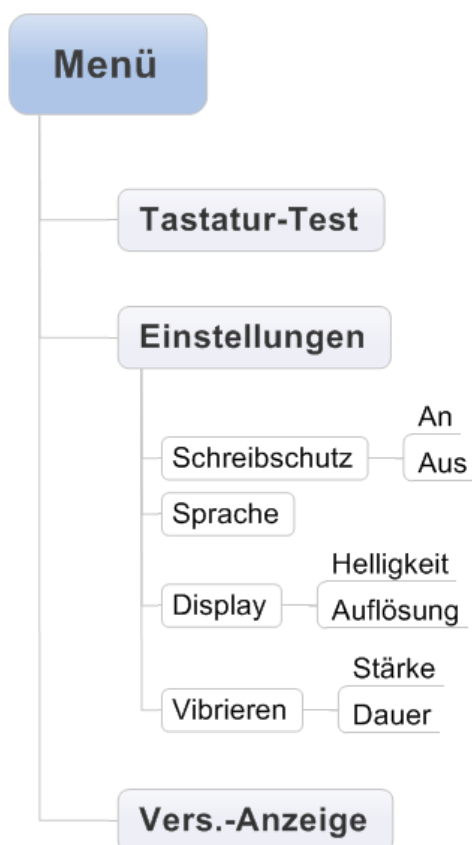 Menü
Tastatur-Test
Einstellungen
Schreibschutz
An
Aus
Sprache
Display
Helligkeit
Auflösung
Vibrieren
Stärke
Dauer
Vers.-Anzeige